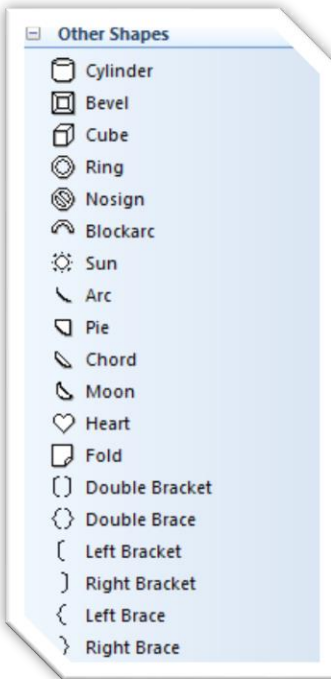 Other Shapes
Cylinder
Bevel
Cube
Ring
Nosign
Blockarc
Sun
Arc
Pie
Chord
Moon
Heart
Fold
Double Bracket
Double Brace
Left Bracket
Right Bracket
Left Brace
Right Brace